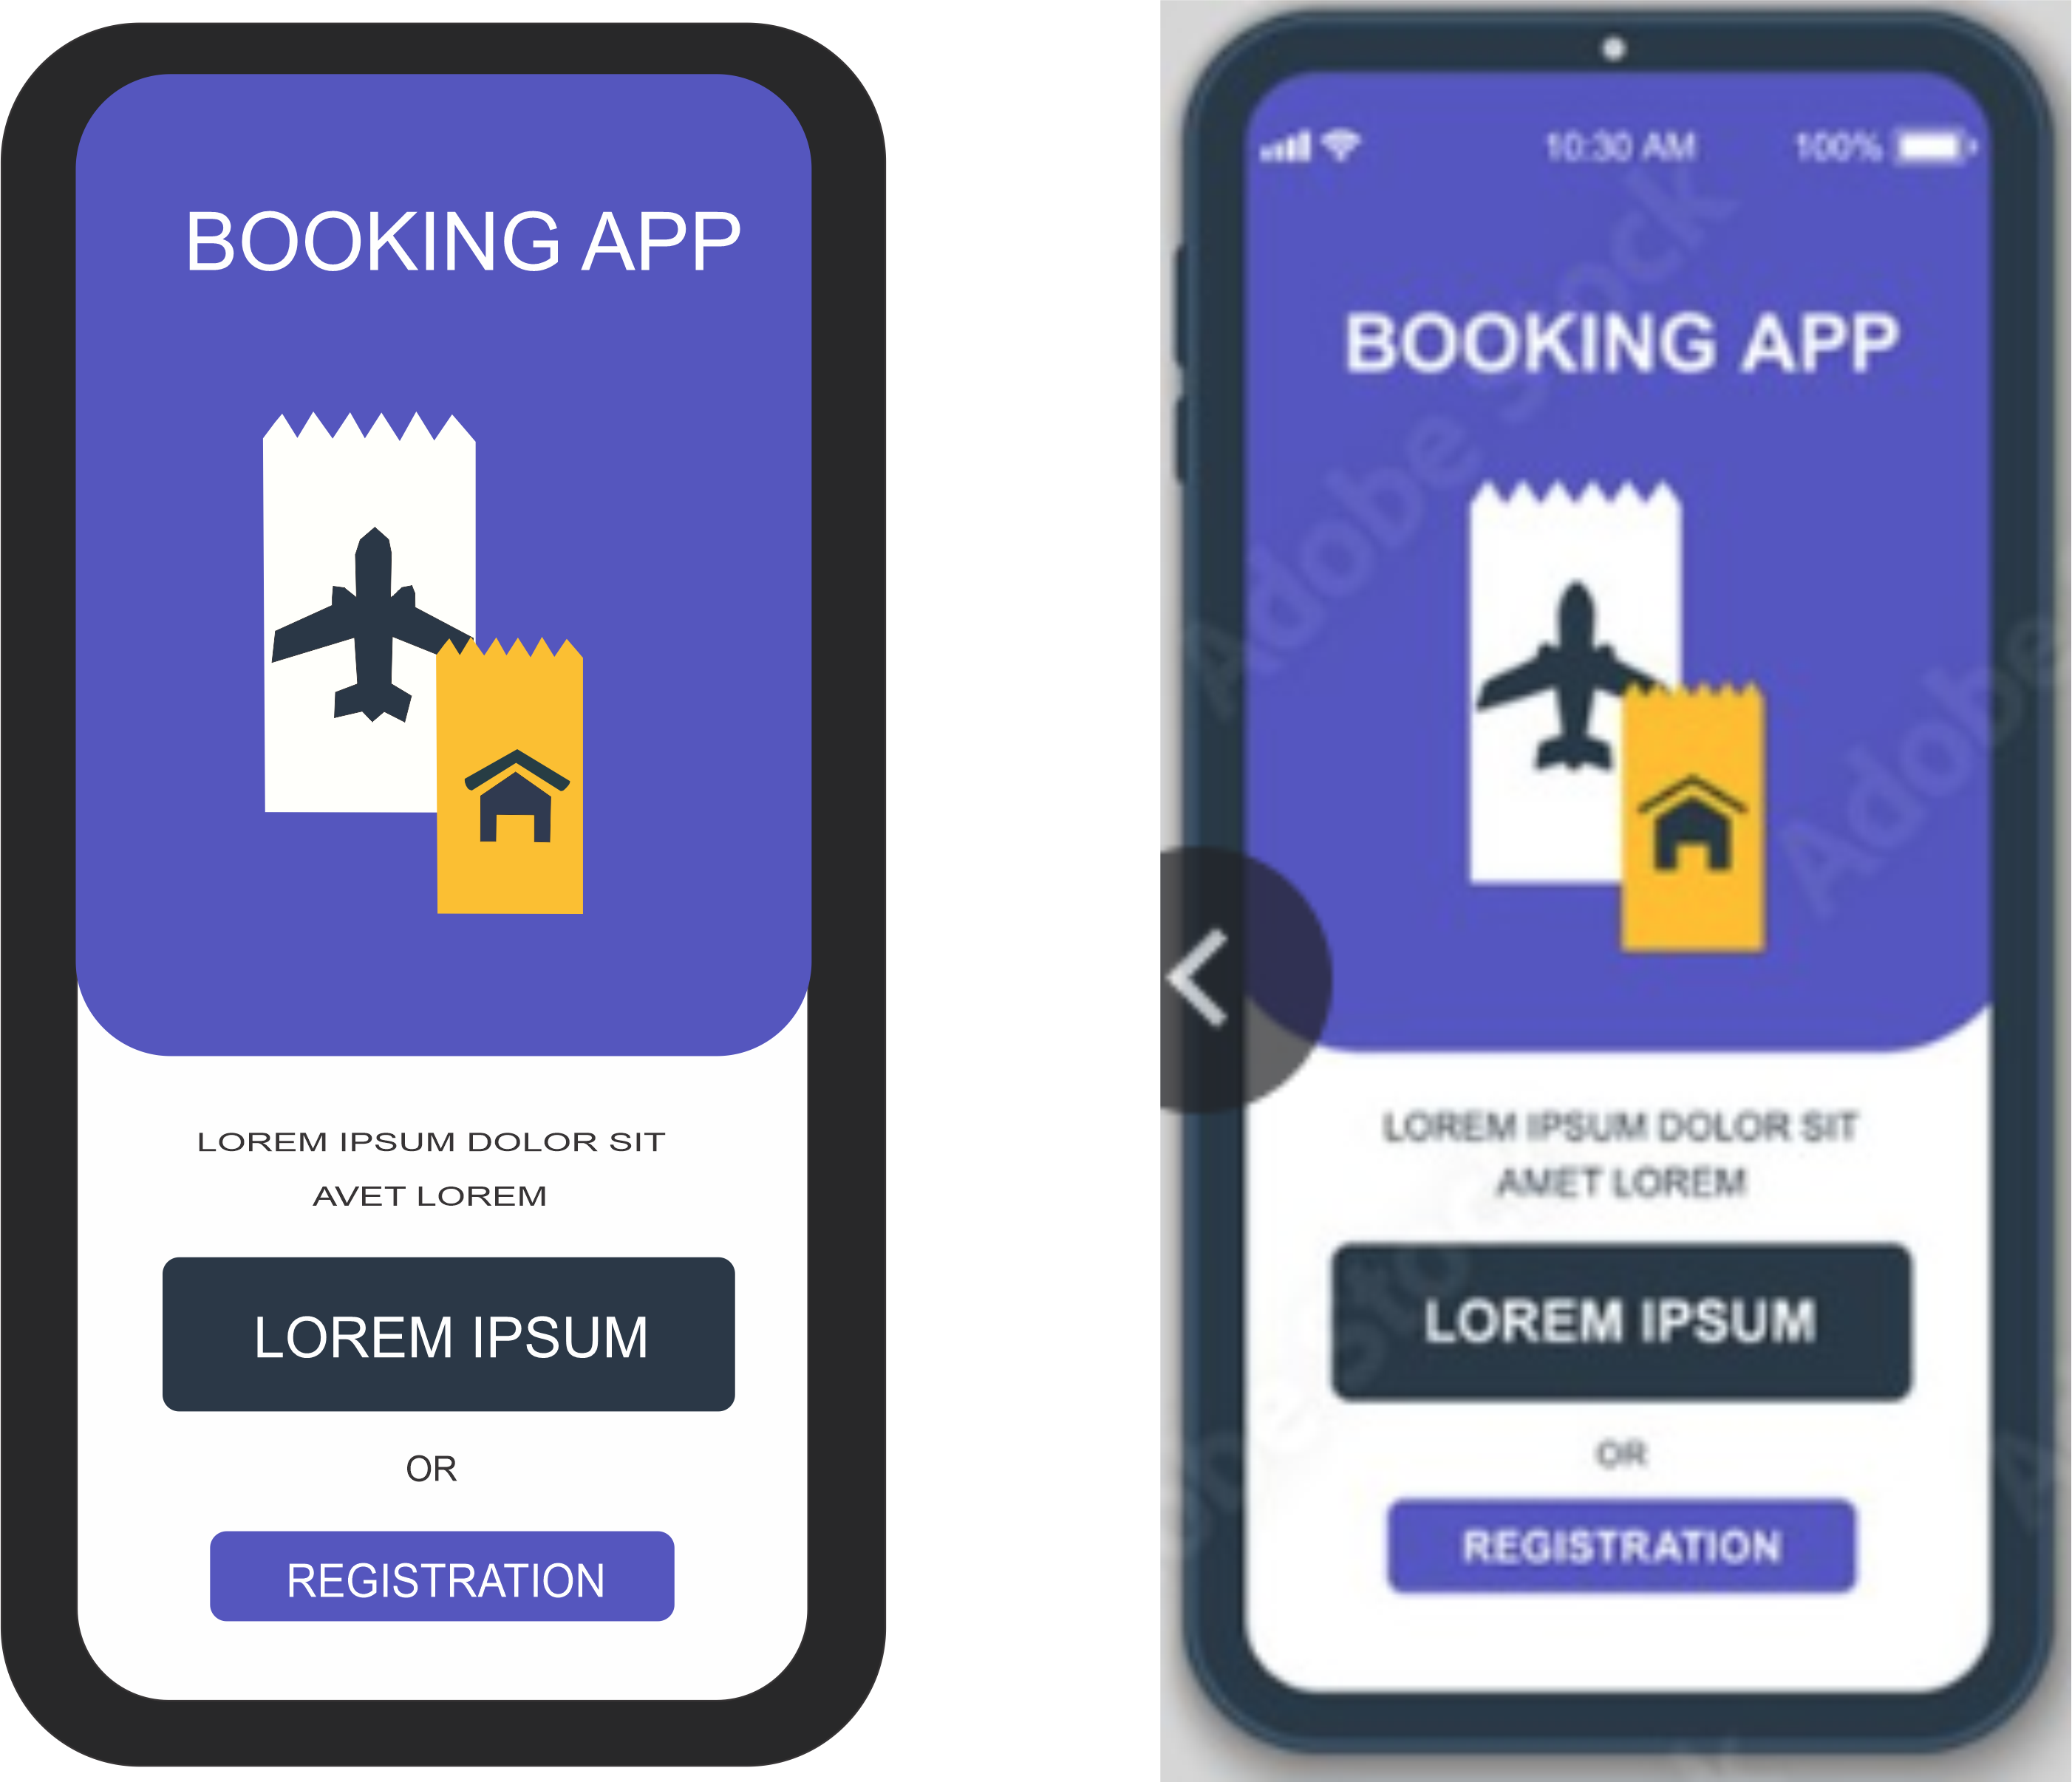 BOOKING APP
LOREM IPSUM DOLOR SIT
AVET LOREM
LOREM IPSUM
OR
REGISTRATION
10:30 AM 100%
BOOKING APP
Adobe Stock
Adobe
LOREM IPSUM DOLOR SIT
AMET LOREM
LOREM IPSUM
OR
REGISTRATION